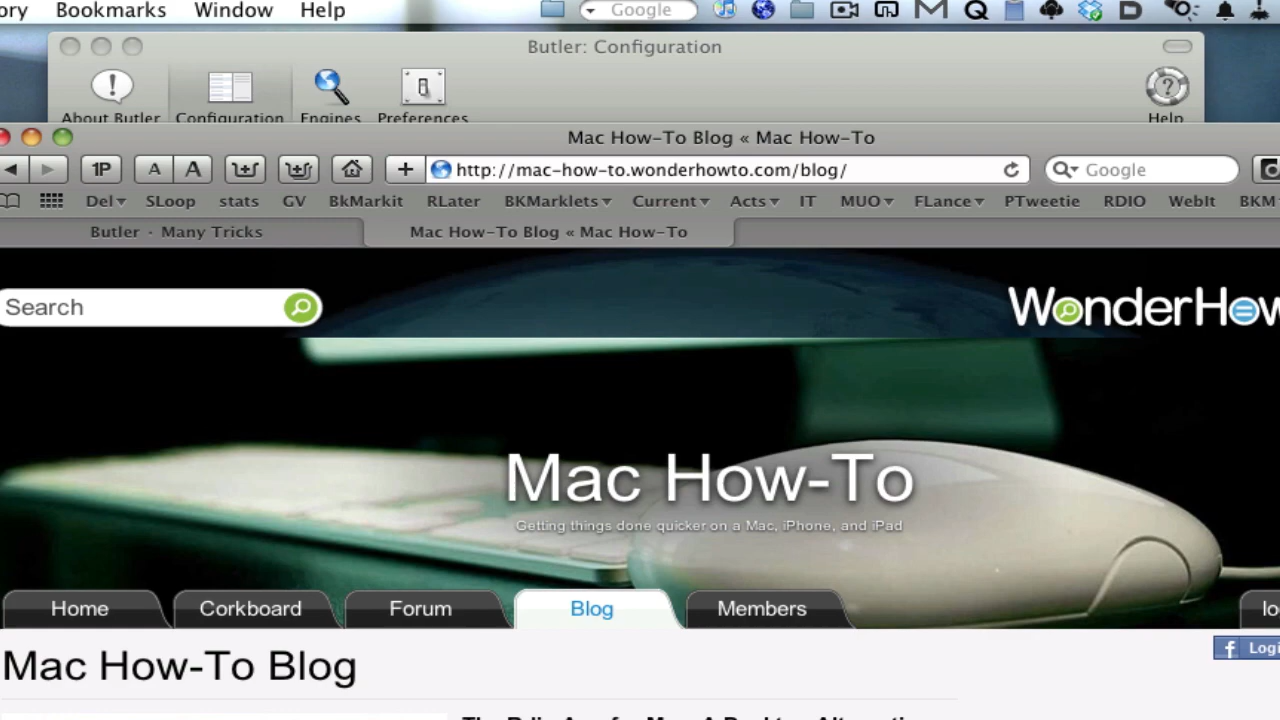 ory Bookmarks Window Help Google
Butler: Configuration
About Butler Configuration Engines Preferences Help
Mac How-To Blog « Mac How-To
1P A A + http://mac-how-to.wonderhowto.com/blog/ Google
Del SLoop stats GV BkMarkit RLater BKMarklets Current Acts IT MUO FLance PTweetie RDIO WebIt BKM
Butler · Many Tricks Mac How-To Blog « Mac How-To
Search WonderHow
Mac How-To
Getting things done quicker on a Mac, iPhone, and iPad
Home Corkboard Forum Blog Members lo
f Logi
Mac How-To Blog